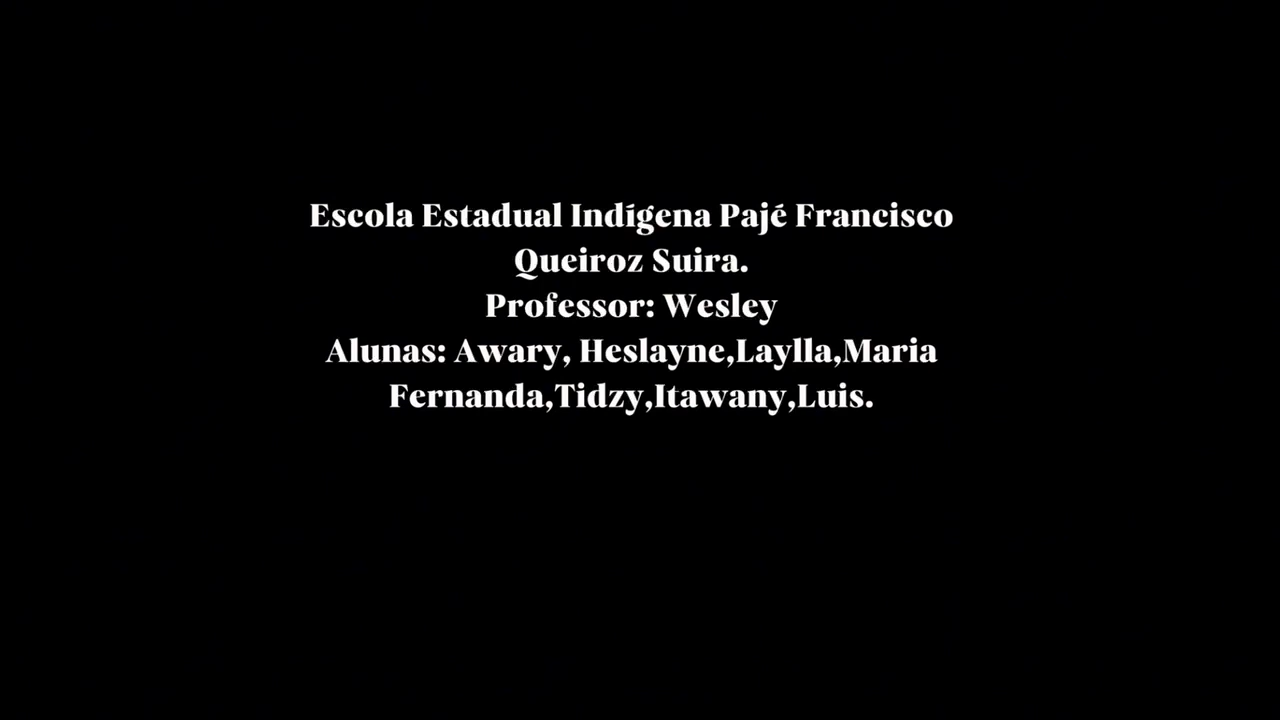 Escola Estadual Indígena Pajé Francisco
Queiroz Suira.
Professor: Wesley
Alunas: Awary, Heslayne,Laylla,Maria
Fernanda,Tidzy,Itawany,Luis.